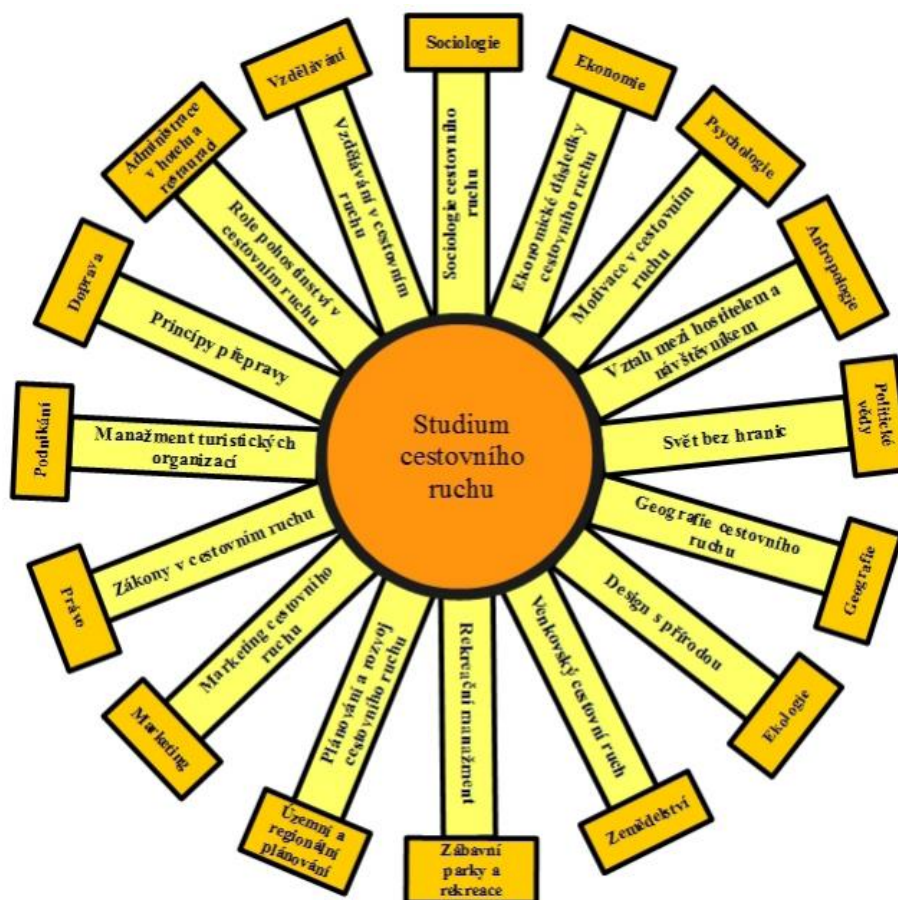 Studium
cestovního
ruchu
Sociologie
Sociologie cestovního
ruchu
Ekonomie
Ekonomické důsledky
cestovního ruchu
Psychologie
Motivace v cestovním
ruchu
Antropologie
Vztah mezi hostitelem a
návštěvníkem
Politické
vědy
Svět bez hranic
Geografie
Geografie cestovního
ruchu
Ekologie
Design s přírodou
Zemědelství
Venkovský cestovní ruch
Zábavní
parky a
rekreace
Rekreační manažment
Územní a
regionální
plánování
Plánování a rozvoj
cestovního ruchu
Marketing
Marketing cestovního
ruchu
Právo
Zákony v cestovním ruchu
Podnikání
Manažment turistických
organizací
Doprava
Princípy přepravy
Administrace
v hotelu a
restaurad
Role pohostinství v
cestovním ruchu
Vzdělávání
Vzdělávání v cestovním
ruchu